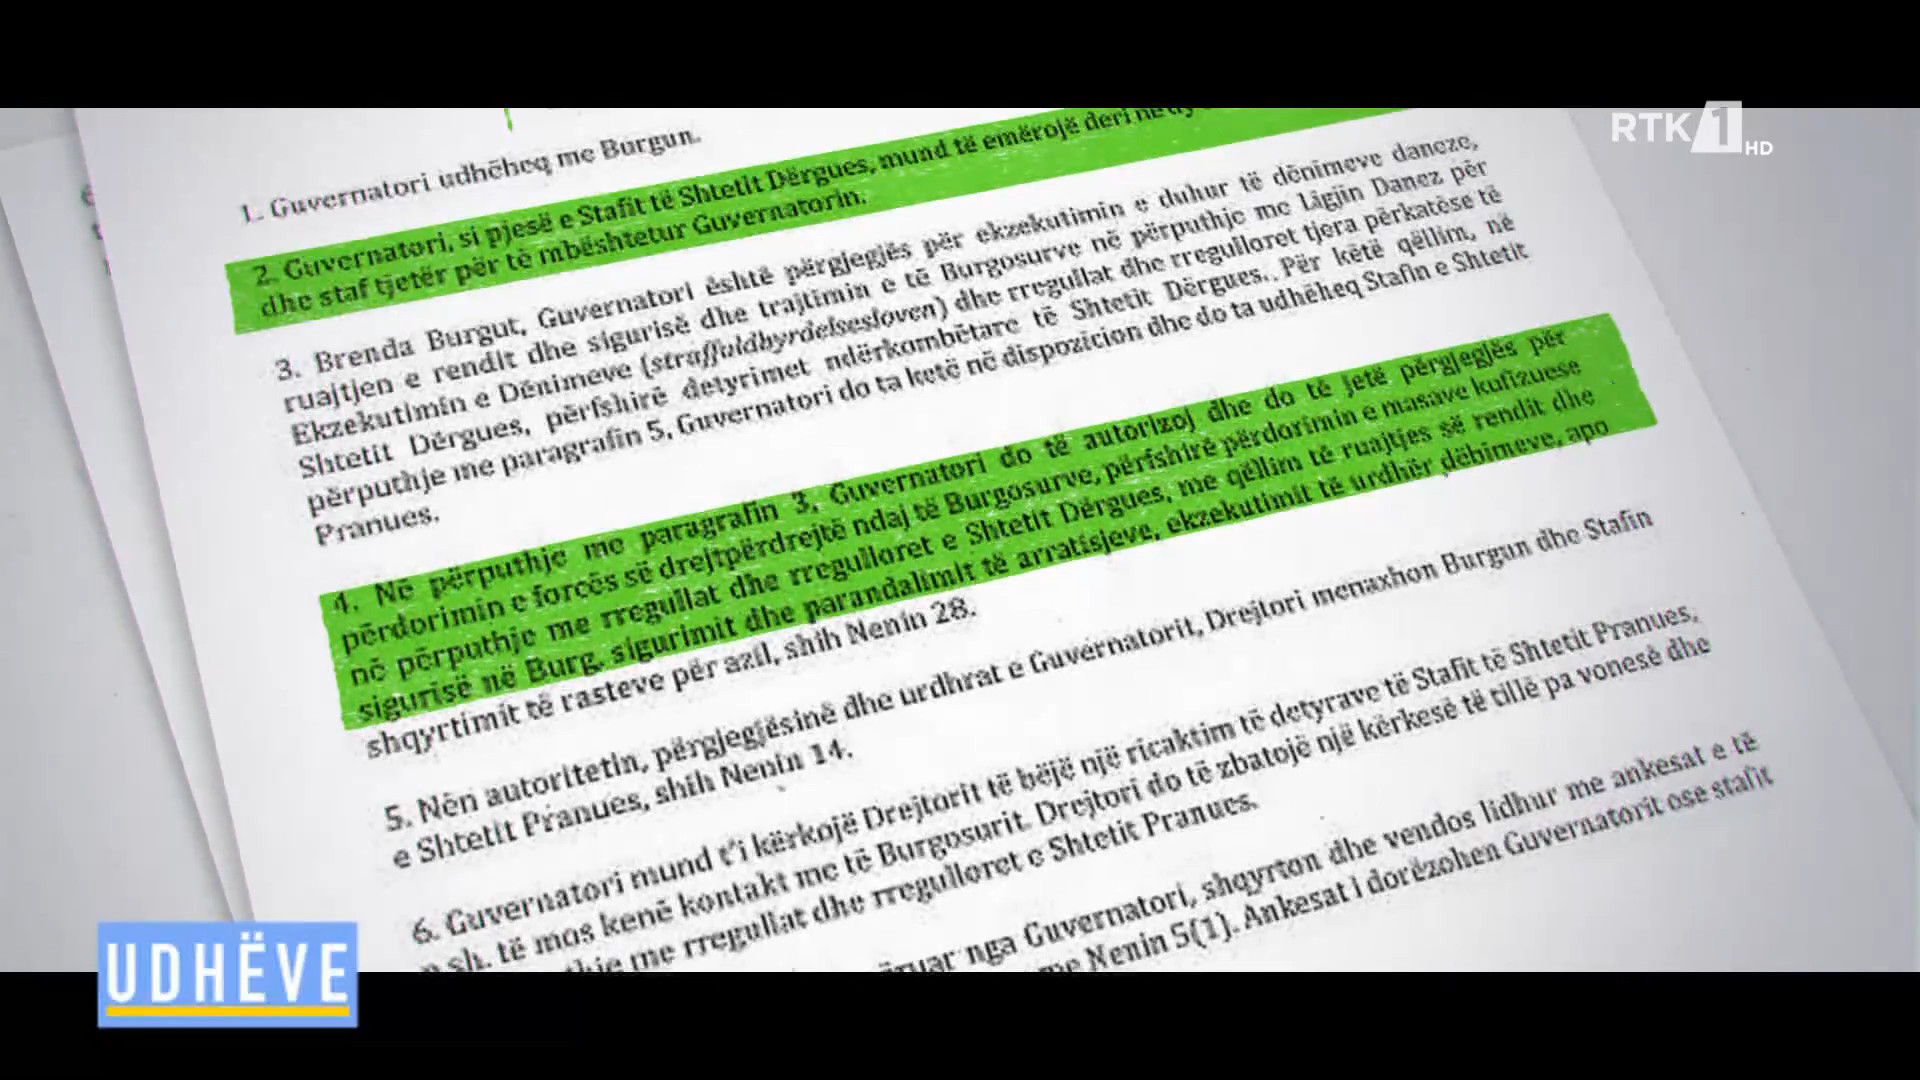 RTK 1 HD
1. Guvernatori udhëheq me Burgun.
2. Guvernatori, si pjesë e Stafit të Shtetit Dërgues, mund të emërojë deri në dy
dhe staf tjetër për të mbështetur Guvernatorin.
3. Brenda Burgut, Guvernatori është përgjegjës për ekzekutimin e duhur të dënimeve daneze,
ruajtjen e rendit dhe sigurisë dhe trajtimin e të Burgosurve në përputhje me Ligjin Danez për
Ekzekutimin e Dënimeve (straffuldbyrdelsesloven) dhe rregullat dhe rregulloret tjera përkatëse të
Shtetit Dërgues, përfshirë detyrimet ndërkombëtare të Shtetit Dërgues. Për këtë qëllim, në
përputhje me paragrafin 5, Guvernatori do ta ketë në dispozicion dhe do ta udhëheq Stafin e Shtetit
Pranues.
4. Në përputhje me paragrafin 3, Guvernatori do të autorizoj dhe do të jetë përgjegjës për
përdorimin e forcës së drejtpërdrejtë ndaj të Burgosurve, përfshirë përdorimin e masave kufizuese
në përputhje me rregullat dhe rregulloret e Shtetit Dërgues, me qëllim të ruajtjes së rendit dhe
sigurisë në Burg, sigurimit dhe parandalimit të arratisjeve, ekzekutimit të urdhër dëbimeve, apo
shqyrtimit të rasteve për azil, shih Nenin 28.
5. Nën autoritetin, përgjegjësinë dhe urdhrat e Guvernatorit, Drejtori menaxhon Burgun dhe Stafin
e Shtetit Pranues, shih Nenin 14.
6. Guvernatori mund t'i kërkojë Drejtorit të bëjë një ricaktim të detyrave të Stafit të Shtetit Pranues,
p.sh. të mos kenë kontakt me të Burgosurit. Drejtori do të zbatojë një kërkesë të tillë pa vonesë dhe
me rregullat dhe rregulloret e Shtetit Pranues.
nga Guvernatori, shqyrton dhe vendos lidhur me ankesat e të
me Nenin 5(1). Ankesat i dorëzohen Guvernatorit ose stafit
UDHËVE